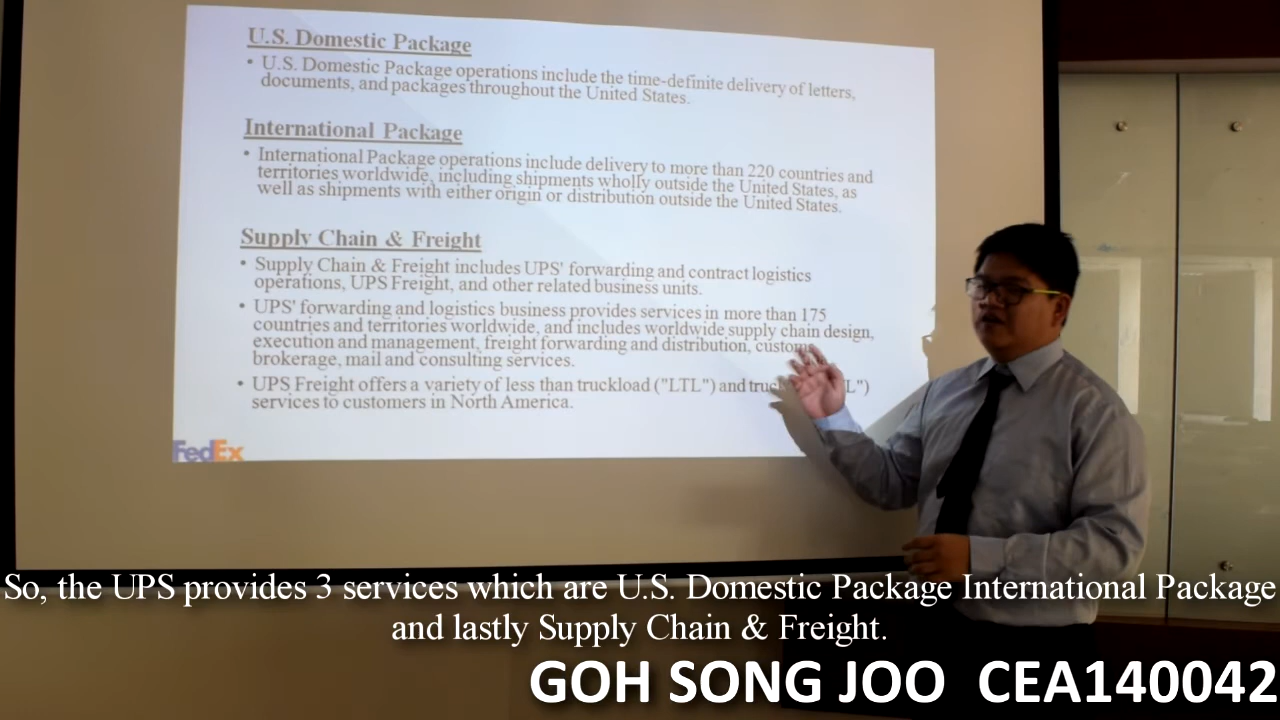 U.S. Domestic Package
• U.S. Domestic Package operations include the time-definite delivery of letters,
documents, and packages throughout the United States.
International Package
• International Package operations include delivery to more than 220 countries and
territories worldwide, including shipments wholly outside the United States, as
well as shipments with either origin or distribution outside the United States.
Supply Chain & Freight
• Supply Chain & Freight includes UPS' forwarding and contract logistics
operations, UPS Freight, and other related business units.
• UPS' forwarding and logistics business provides services in more than 175
countries and territories worldwide, and includes worldwide supply chain design,
execution and management, freight forwarding and distribution, customs
brokerage, mail and consulting services.
• UPS Freight offers a variety of less than truckload ("LTL") and L")
services to customers in North America.
FedEx
So, the UPS provides 3 services which are U.S. Domestic Package International Package
and lastly Supply Chain & Freight.
GOH SONG JOO CEA140042